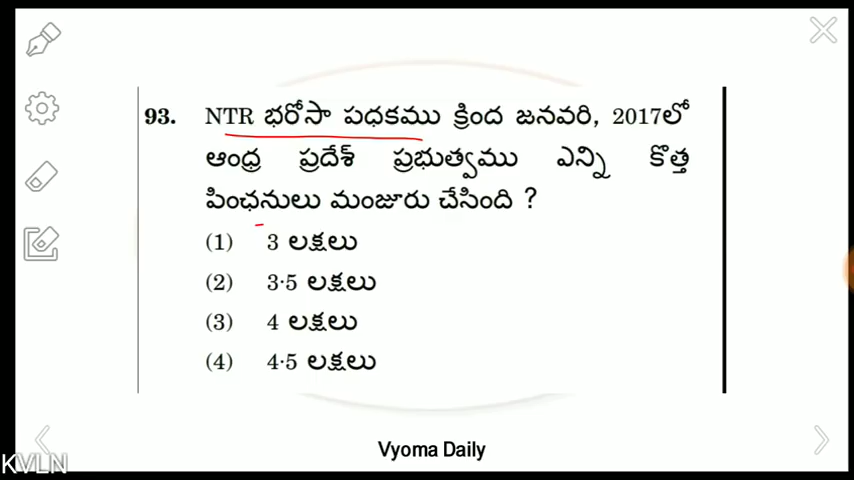 93. NTR భరోసా పధకము క్రింద జనవరి, 2017లో
ఆంధ్ర ప్రదేశ్ ప్రభుత్వము ఎన్ని కొత్త
పింఛనులు మంజూరు చేసింది ?
(1) 3 లక్షలు
(2) 3·5 లక్షలు
(3) 4 లక్షలు
(4) 4·5 లక్షలు
Vyoma Daily
KVLN